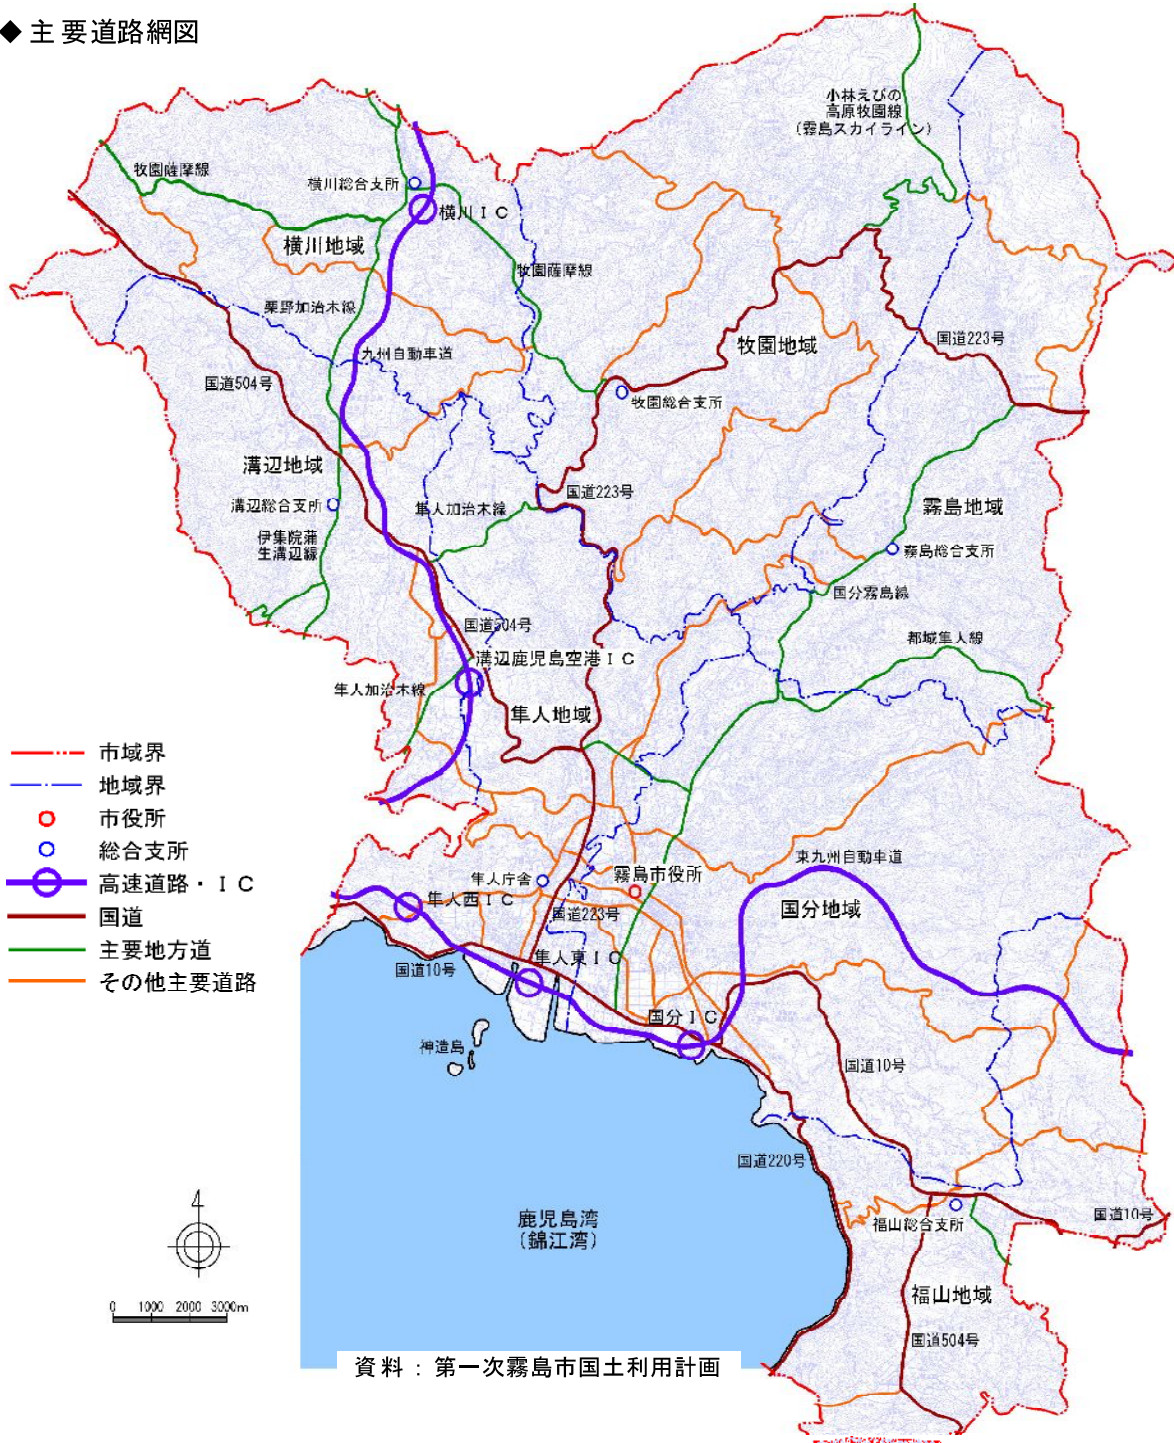 ◆ 主要道路網図
小林えびの
高原牧園線
(霧島スカイライン)
牧園薩摩線
横川総合支所
横川ＩＣ
横川地域
牧園薩摩線
栗野加治木線
九州自動車道
国道504号
国道223号
牧園地域
牧園総合支所
溝辺地域
溝辺総合支所
国道223号
隼人加治木線
伊集院蒲
生溝辺線
霧島地域
霧島総合支所
国分霧島線
国道504号
都城隼人線
溝辺鹿児島空港ＩＣ
隼人加治木線
隼人地域
市域界
地域界
市役所
総合支所
高速道路・ＩＣ
国道
主要地方道
その他主要道路
東九州自動車道
霧島市役所
隼人庁舎
隼人西ＩＣ
国道223号
国分地域
隼人東ＩＣ
国道10号
国分ＩＣ
神造島
国道10号
国道220号
鹿児島湾
(錦江湾)
福山総合支所
国道10号
福山地域
国道504号
4
0 1000 2000 3000m
資料：第一次霧島市国土利用計画